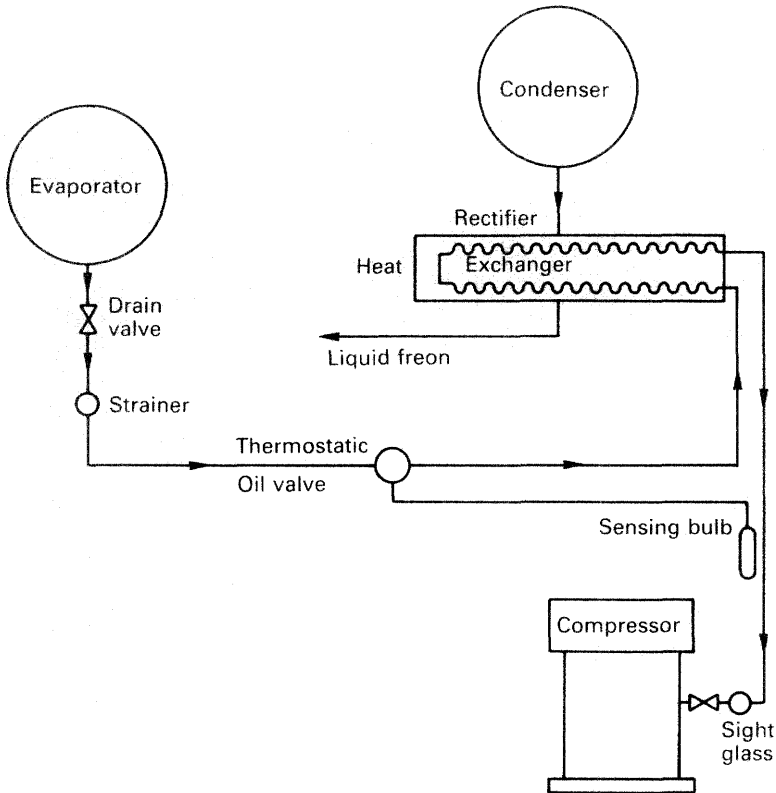 Condenser
Evaporator
Rectifier
Heat
Exchanger
Drain
valve
Liquid freon
Strainer
Thermostatic
Oil valve
Sensing bulb
Compressor
Sight
glass